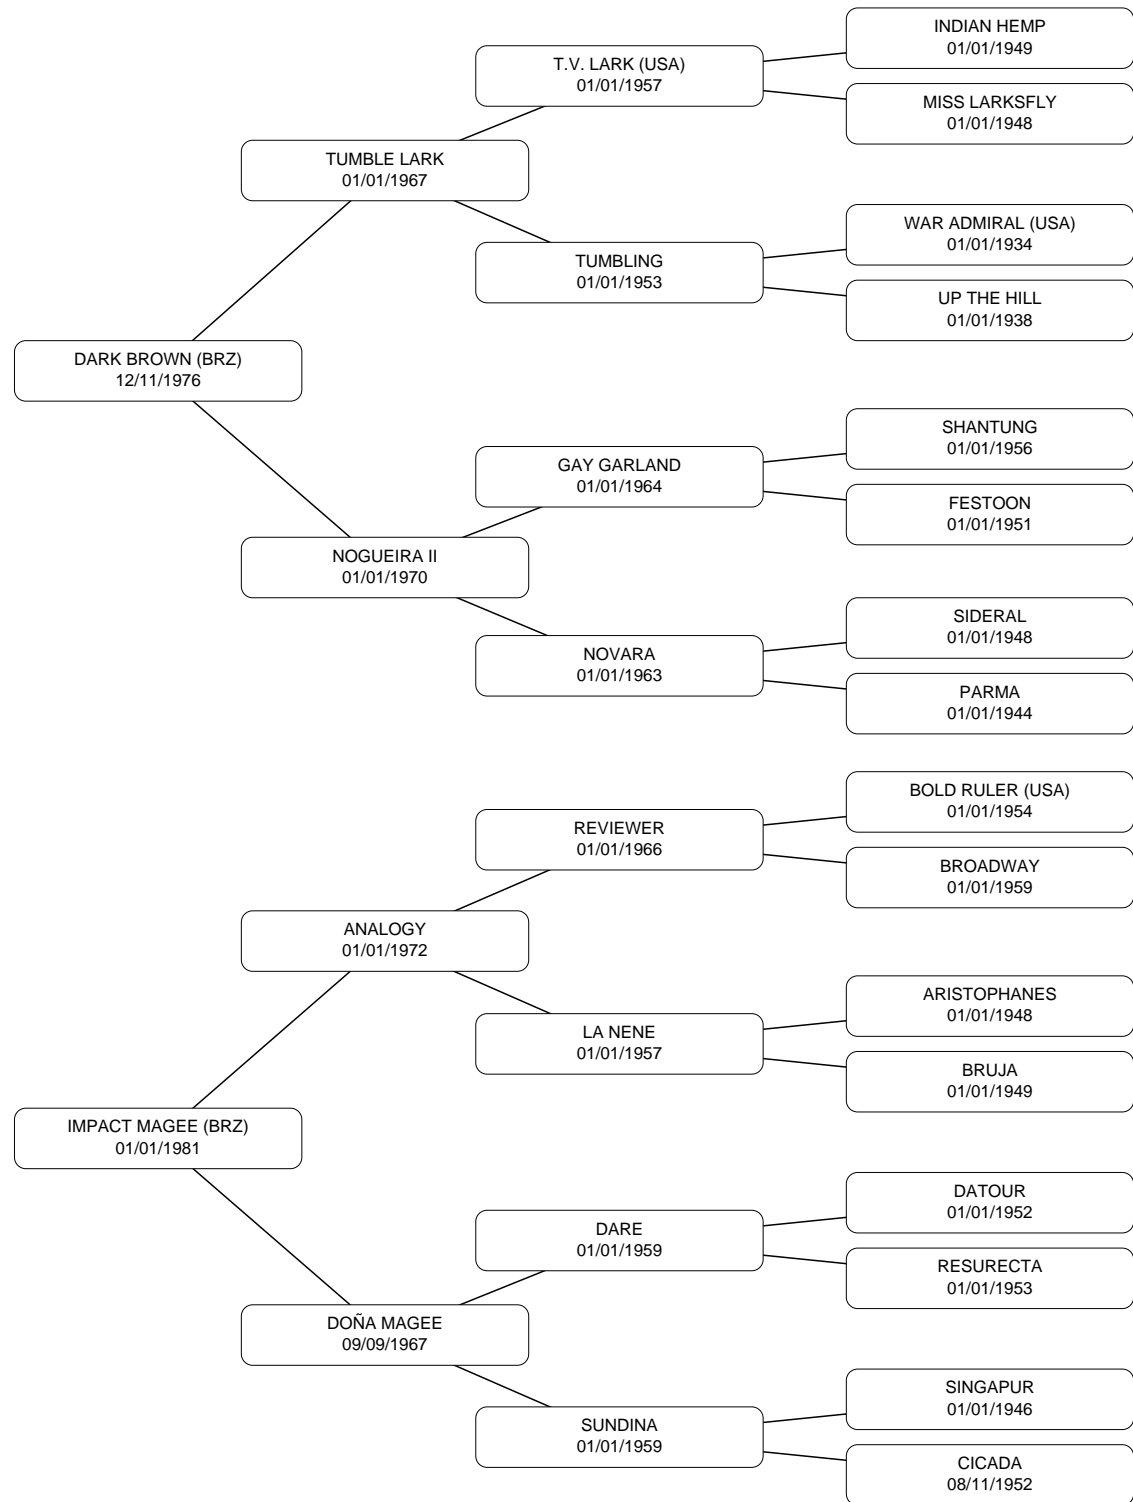 INDIAN HEMP
01/01/1949
T.V. LARK (USA)
01/01/1957
MISS LARKSFLY
01/01/1948
TUMBLE LARK
01/01/1967
WAR ADMIRAL (USA)
01/01/1934
TUMBLING
01/01/1953
UP THE HILL
01/01/1938
DARK BROWN (BRZ)
12/11/1976
SHANTUNG
01/01/1956
GAY GARLAND
01/01/1964
FESTOON
01/01/1951
NOGUEIRA II
01/01/1970
SIDERAL
01/01/1948
NOVARA
01/01/1963
PARMA
01/01/1944
BOLD RULER (USA)
01/01/1954
REVIEWER
01/01/1966
BROADWAY
01/01/1959
ANALOGY
01/01/1972
ARISTOPHANES
01/01/1948
LA NENE
01/01/1957
BRUJA
01/01/1949
IMPACT MAGEE (BRZ)
01/01/1981
DATOUR
01/01/1952
DARE
01/01/1959
RESURECTA
01/01/1953
DOÑA MAGEE
09/09/1967
SINGAPUR
01/01/1946
SUNDINA
01/01/1959
CICADA
08/11/1952